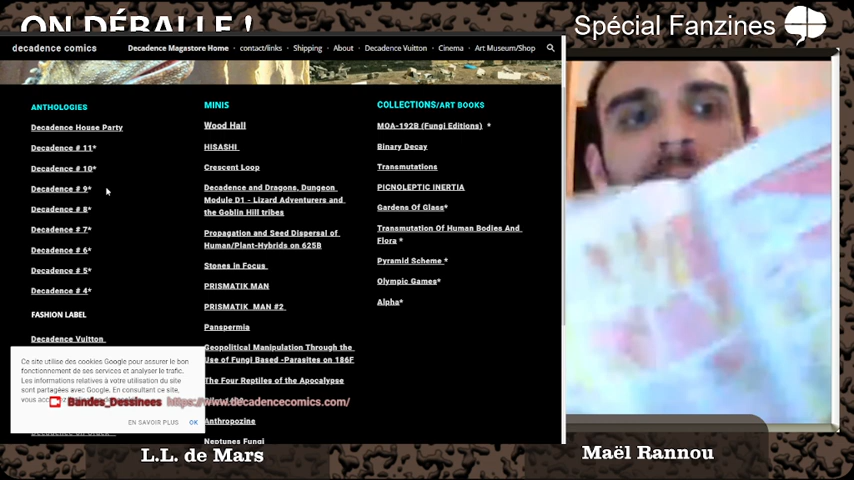 ON DÉBALLE !
Spécial Fanzines
decadence comics
Decadence Magastore Home · contact/links · Shipping · About · Decadence Vuitton · Cinema · Art Museum/Shop
ANTHOLOGIES
Decadence House Party
Decadence # 11*
Decadence # 10*
Decadence # 9*
Decadence # 8*
Decadence # 7*
Decadence # 6*
Decadence # 5*
Decadence # 4*
FASHION LABEL
Decadence Vuitton
MINIS
Wood Hall
HISASHI
Crescent Loop
Decadence and Dragons, Dungeon
Module D1 - Lizard Adventurers and
the Goblin Hill tribes
Propagation and Seed Dispersal of
Human/Plant-Hybrids on 625B
Stones in Focus
PRISMATIK MAN
PRISMATIK MAN #2
Panspermia
Geopolitical Manipulation Through the
Use of Fungi Based -Parasites on 186F
The Four Reptiles of the Apocalypse
Anthropozine
Neptunes Fungi
COLLECTIONS/ART BOOKS
MOA-192B (Fungi Editions) *
Binary Decay
Transmutations
PICNOLEPTIC INERTIA
Gardens Of Glass*
Transmutation Of Human Bodies And
Flora *
Pyramid Scheme *
Olympic Games*
Alpha*
Ce site utilise des cookies Google pour assurer le bon
fonctionnement de ses services et analyser le trafic.
Les informations relatives à votre utilisation du site
sont partagées avec Google. En consultant ce site,
vous
Bandes_Dessinees https://www.decadencecomics.com/
EN SAVOIR PLUS OK
L.L. de Mars
Maël Rannou